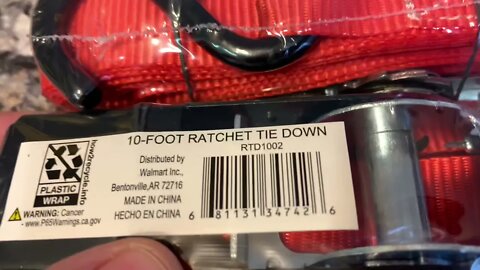 10-FOOT RATCHET TIE DOWN
RTD1002
how2recycle.info
PLASTIC
WRAP
Distributed by
Walmart Inc.,
Bentonville, AR 72716
MADE IN CHINA
HECHO EN CHINA
WARNING: Cancer
- www.P65Warnings.ca.gov
6 81131 34742 6